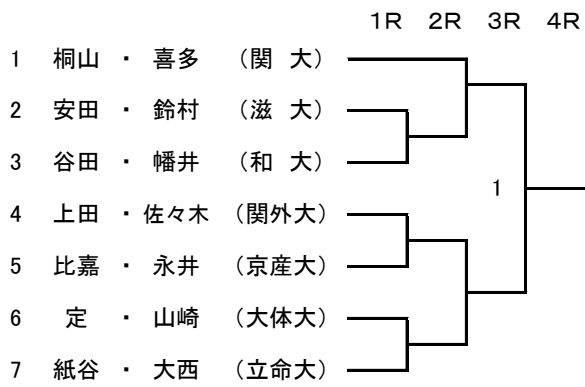 1R 2R 3R 4R
1 桐山 ・ 喜多 (関 大)
2 安田 ・ 鈴村 (滋 大)
3 谷田 ・ 幡井 (和 大)
1
4 上田 ・ 佐々木 (関外大)
5 比嘉 ・ 永井 (京産大)
6 定 ・ 山崎 (大体大)
7 紙谷 ・ 大西 (立命大)